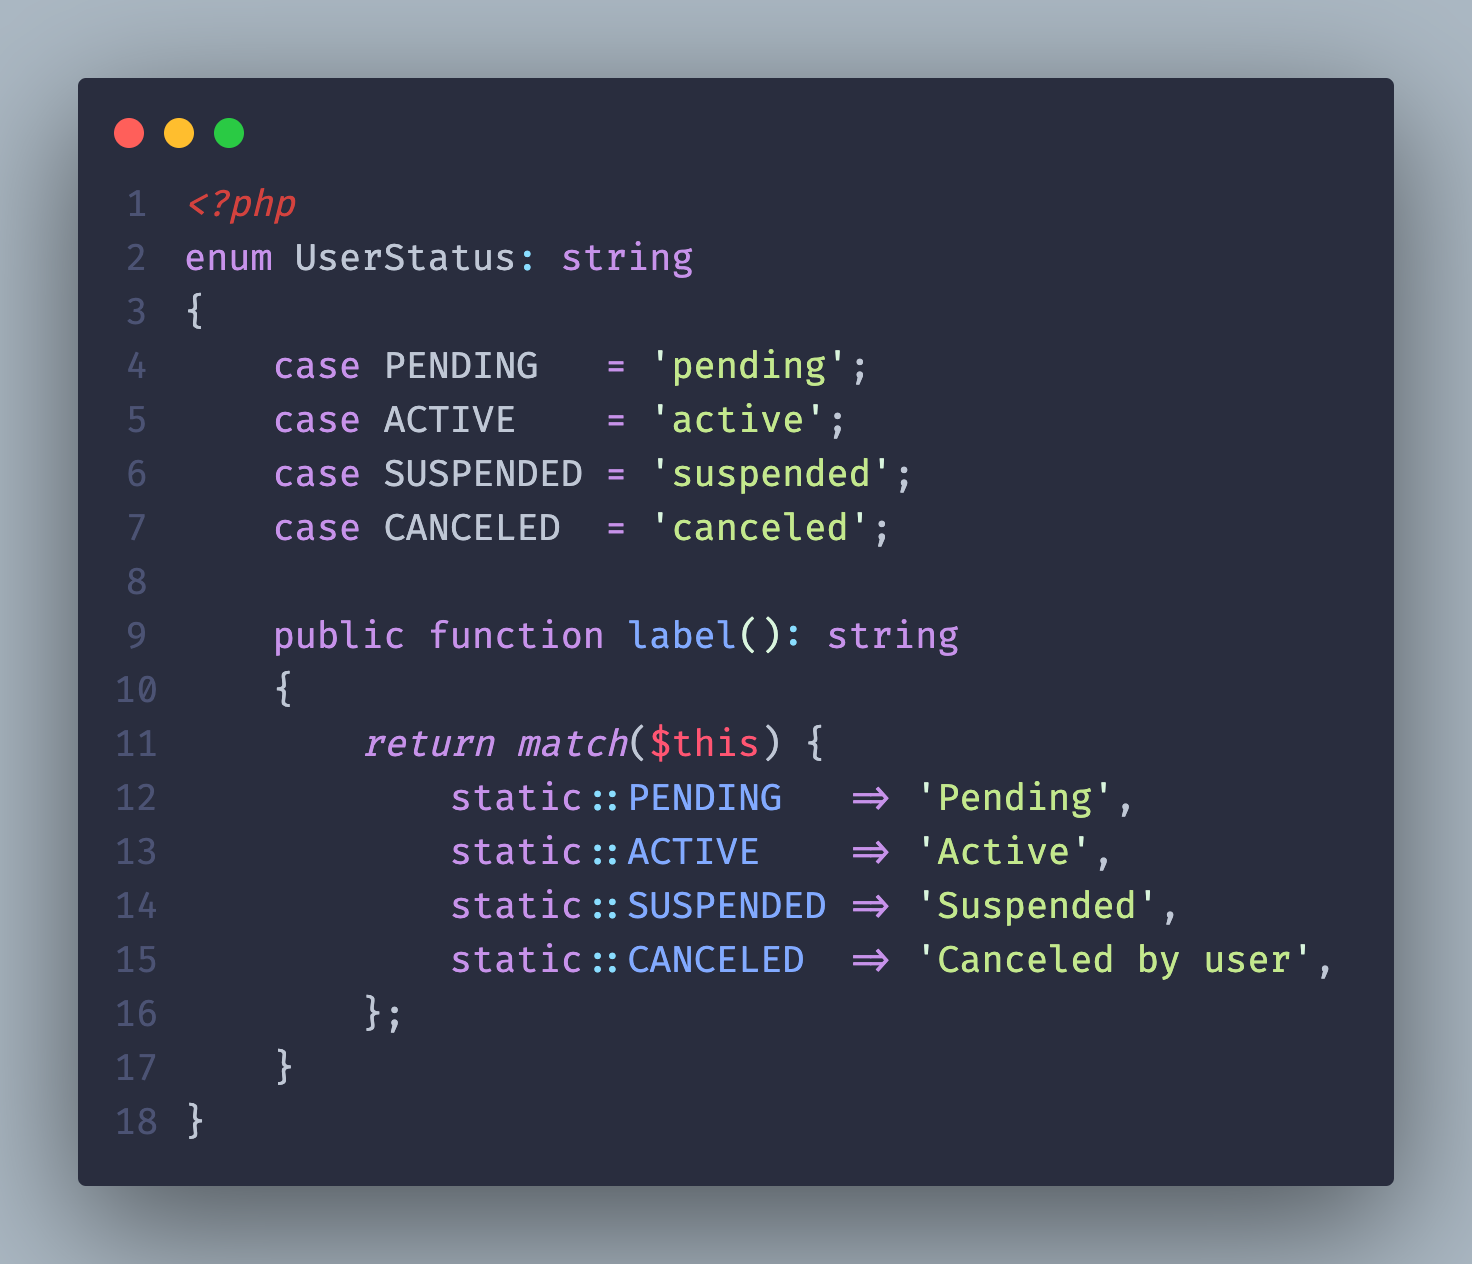 1 <?php
2 enum UserStatus: string
3 {
4     case PENDING   = 'pending';
5     case ACTIVE    = 'active';
6     case SUSPENDED = 'suspended';
7     case CANCELED  = 'canceled';
8
9     public function label(): string
10     {
11         return match($this) {
12             static::PENDING   => 'Pending',
13             static::ACTIVE    => 'Active',
14             static::SUSPENDED => 'Suspended',
15             static::CANCELED  => 'Canceled by user',
16         };
17     }
18 }